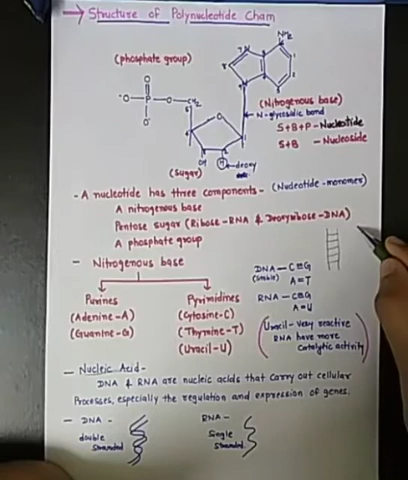 → Structure of Polynucleotide Chain
NH₂
(phosphate group)
O
⁻O - P - O - CH₂
O⁻
(Nitrogenous base)
N-glycosidic bond
S+B+P - Nucleotide
S+B - Nucleoside
OH
H → deoxy
(Sugar)
- A nucleotide has three components - (Nucleotide-monomes)
A nitrogenous base
Pentose sugar (Ribose-RNA & Deoxyribose-DNA)
A phosphate group
- Nitrogenous base
Purines
(Adenine-A)
(Guanine-G)
Pyrimidines
(Cytosine-C)
(Thymine-T)
(Uracil-U)
DNA — C≡G
(Stable) A=T
RNA — C≡G
A=U
(Uracil - Very reactive
RNA have more
Catalytic activity)
— Nucleic Acid -
DNA & RNA are nucleic acids that carry out cellular
Processes, especially the regulation and expression of genes.
- DNA -
double
stranded
RNA -
Single
Stranded